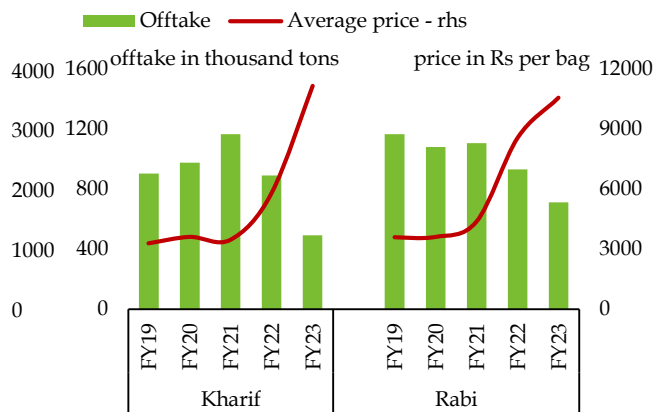 Offtake Average price - rhs
offtake in thousand tons price in Rs per bag
4000 1600 12000
3000 1200 9000
2000 800 6000
1000 400 3000
0 0 0
FY19 FY20 FY21 FY22 FY23 FY19 FY20 FY21 FY22 FY23
Kharif Rabi